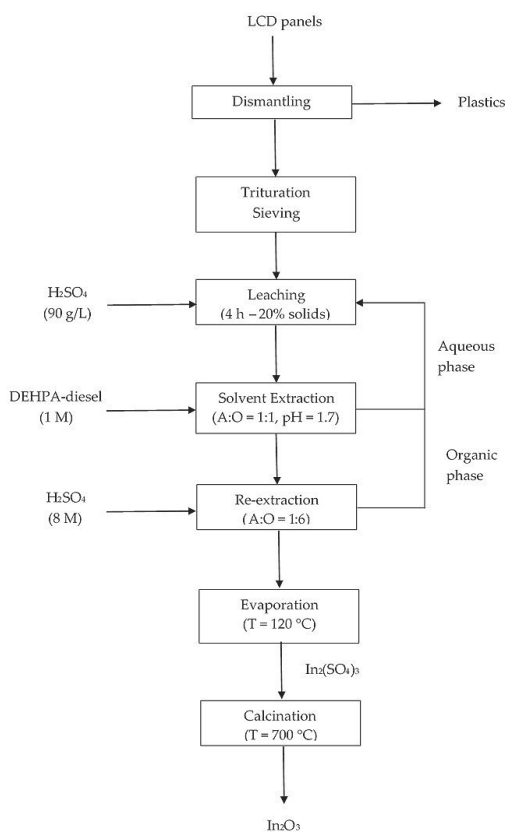 LCD panels
Dismantling
Plastics
Trituration
Sieving
H₂SO₄
(90 g/L)
Leaching
(4 h – 20% solids)
Aqueous
phase
DEHPA-diesel
(1 M)
Solvent Extraction
(A:O = 1:1, pH = 1.7)
Organic
phase
H₂SO₄
(8 M)
Re-extraction
(A:O = 1:6)
Evaporation
(T = 120 °C)
In₂(SO₄)₃
Calcination
(T = 700 °C)
In₂O₃